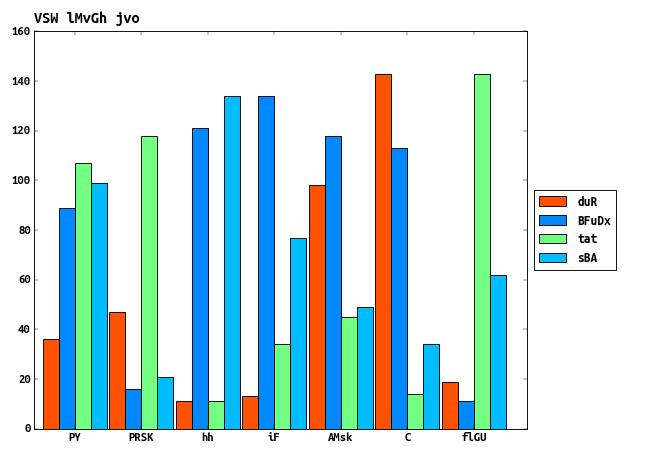 VSW lMvGh jvo
160
140
120
100
80
60
40
20
0
PY PRSK hh iF AMsk C flGU
duR
BFuDx
tat
sBA